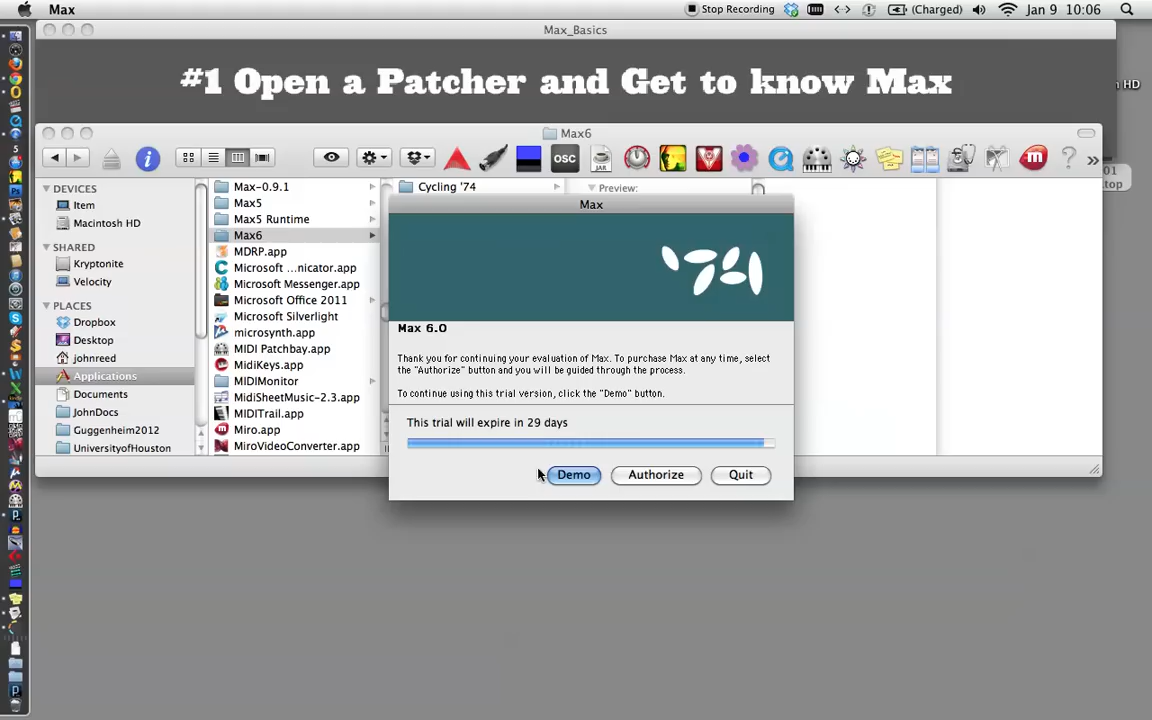 Max
Stop Recording
(Charged)
Jan 9 10:06
Max_Basics
#1 Open a Patcher and Get to know Max
n HD
Max6
OSC
JAR
01
top
DEVICES
Item
Macintosh HD
SHARED
Kryptonite
Velocity
PLACES
Dropbox
Desktop
johnreed
Applications
Documents
JohnDocs
Guggenheim2012
UniversityofHouston
Max-0.9.1
Max5
Max5 Runtime
Max6
MDRP.app
Microsoft ...nicator.app
Microsoft Messenger.app
Microsoft Office 2011
Microsoft Silverlight
microsynth.app
MIDI Patchbay.app
MidiKeys.app
MIDIMonitor
MidiSheetMusic-2.3.app
MIDITrail.app
Miro.app
MiroVideoConverter.app
Cycling '74
Preview:
Max
'74
Max 6.0
Thank you for continuing your evaluation of Max. To purchase Max at any time, select
the "Authorize" button and you will be guided through the process.
To continue using this trial version, click the "Demo" button.
This trial will expire in 29 days
Demo
Authorize
Quit